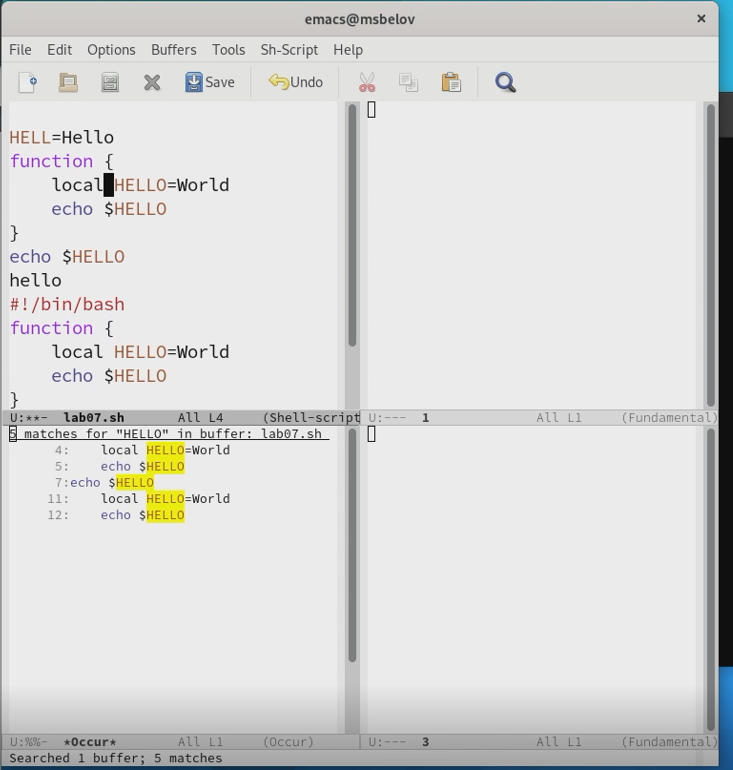 emacs@msbelov ×
File Edit Options Buffers Tools Sh-Script Help
Save Undo
HELL=Hello
function {
    local HELLO=World
    echo $HELLO
}
echo $HELLO
hello
#!/bin/bash
function {
    local HELLO=World
    echo $HELLO
}
U:**-  lab07.sh       All L4     (Shell-script
5 matches for "HELLO" in buffer: lab07.sh
      4:    local HELLO=World
      5:    echo $HELLO
      7:echo $HELLO
     11:    local HELLO=World
     12:    echo $HELLO
U:%%-  *Occur*        All L1     (Occur)
U:---  1              All L1     (Fundamental)
U:---  3              All L1     (Fundamental)
Searched 1 buffer; 5 matches